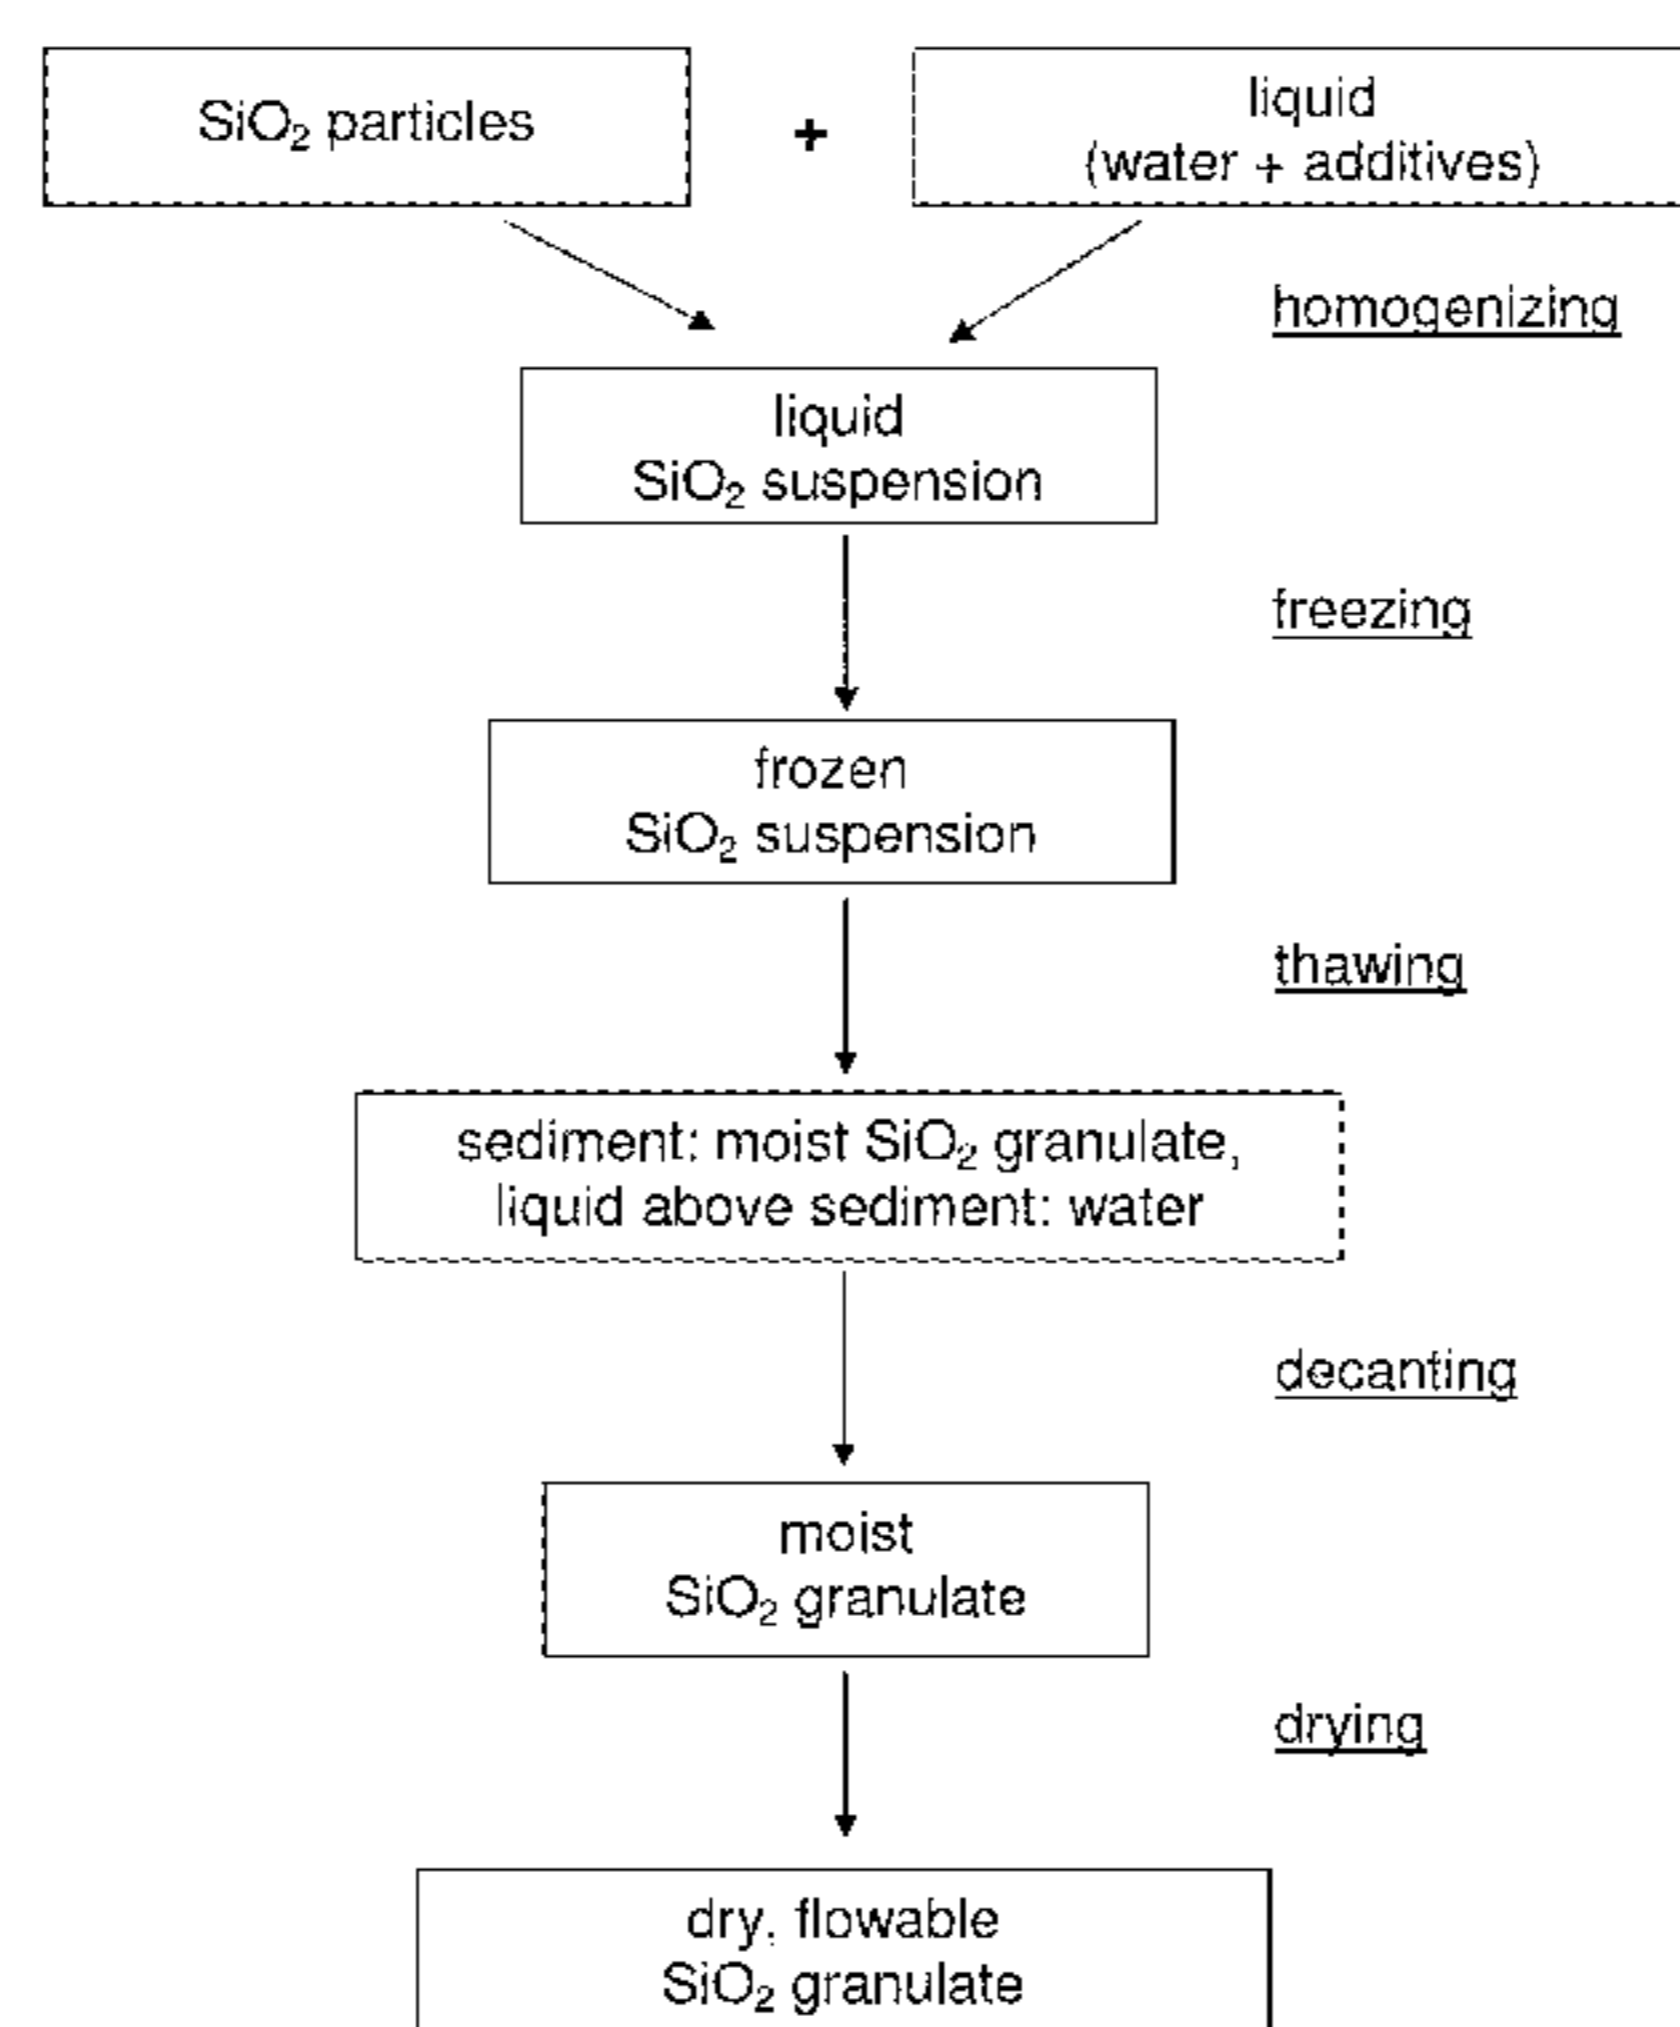 SiO₂ particles
+
liquid
(water + additives)
homogenizing
liquid
SiO₂ suspension
freezing
frozen
SiO₂ suspension
thawing
sediment: moist SiO₂ granulate,
liquid above sediment: water
decanting
moist
SiO₂ granulate
drying
dry, flowable
SiO₂ granulate